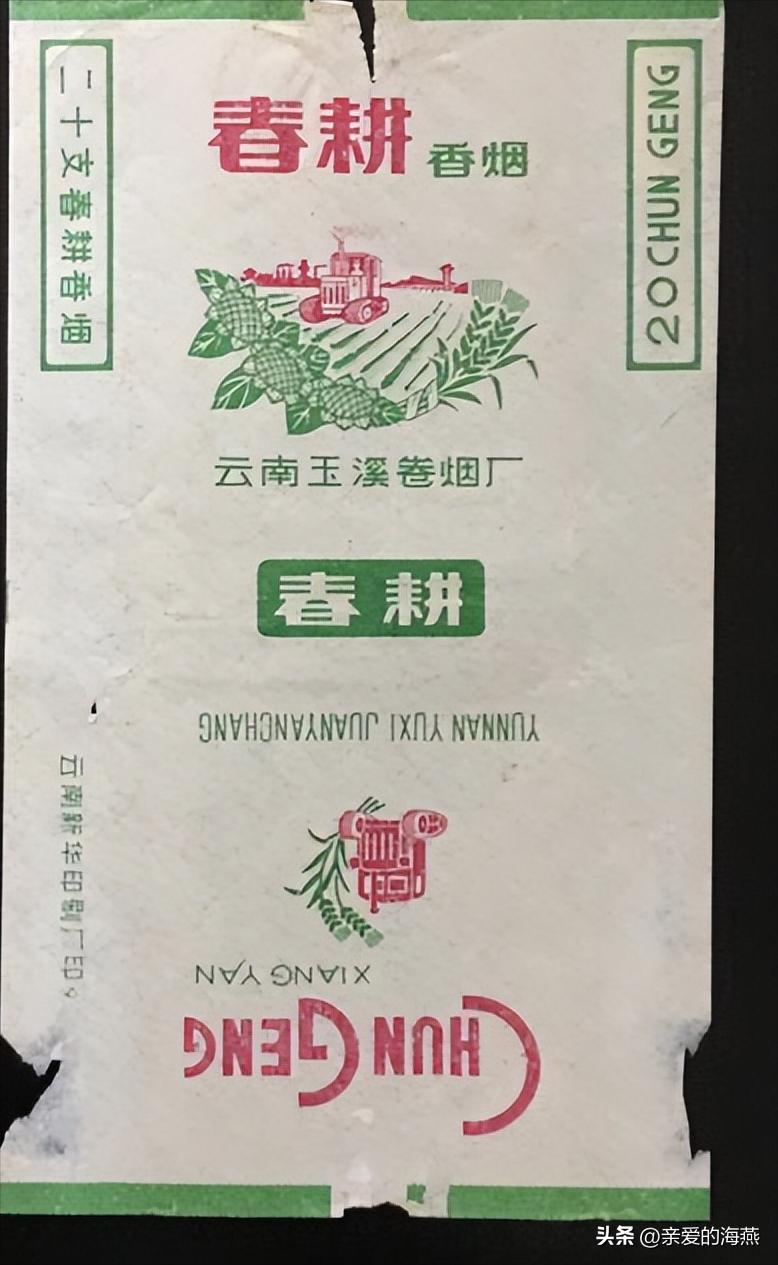 春耕 香烟
二十支春耕香烟
20 CHUN GENG
云南玉溪卷烟厂
春耕
YUNNAN YUXI JUANYANCHANG
云南新华印刷厂印。
XIANG YAN
CHUN GENG
头条 @亲爱的海燕